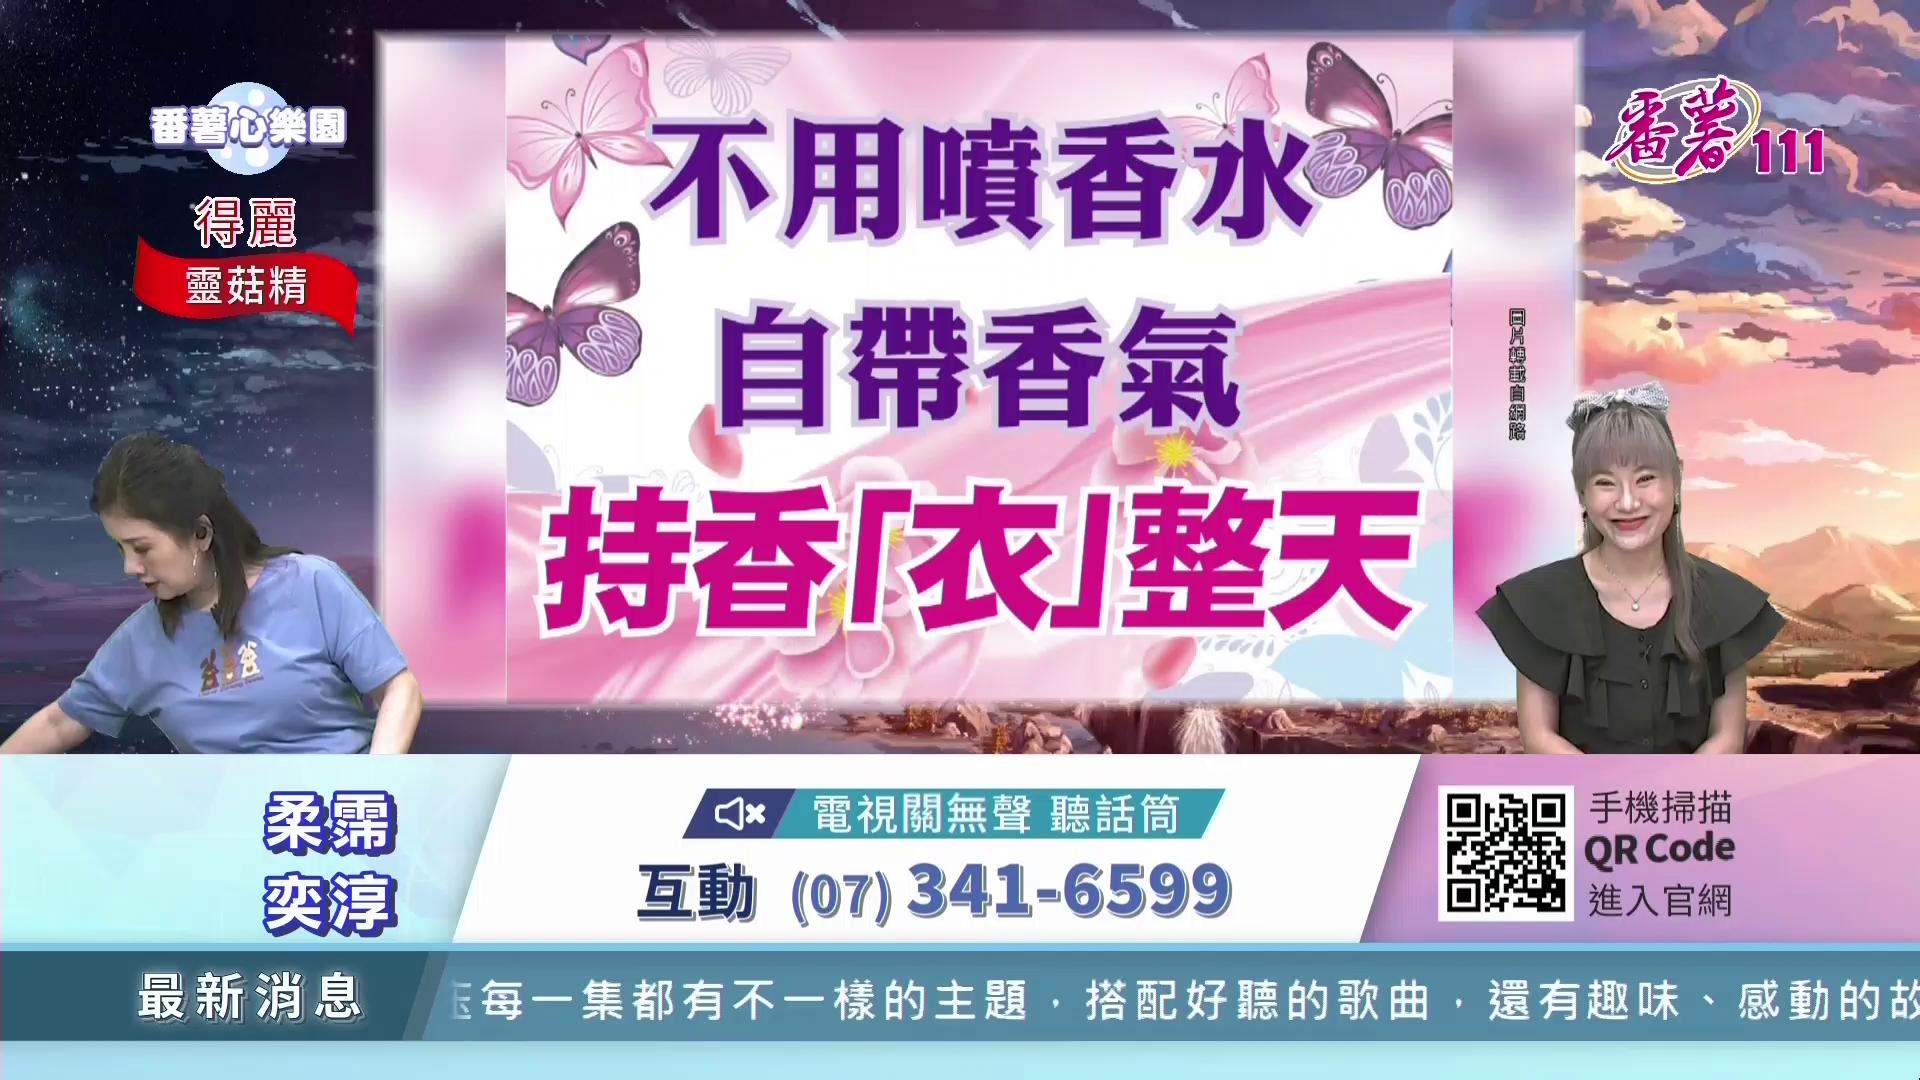 番薯心樂園
得麗
靈菇精
不用噴香水
自帶香氣
持香「衣」整天
圖片轉載自網路
番薯111
柔霈
奕淳
電視關無聲 聽話筒
互動 (07) 341-6599
手機掃描
QR Code
進入官網
最新消息
每一集都有不一樣的主題，搭配好聽的歌曲，還有趣味、感動的故